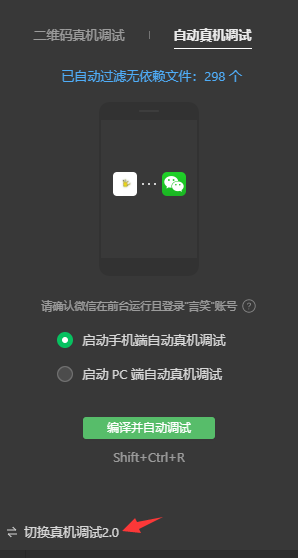 二维码真机调试 | 自动真机调试
已自动过滤无依赖文件：298 个
请确认微信在前台运行且登录"言笑"账号 ?
启动手机端自动真机调试
启动 PC 端自动真机调试
编译并自动调试
Shift+Ctrl+R
切换真机调试2.0